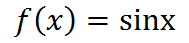 f(x) = sinx